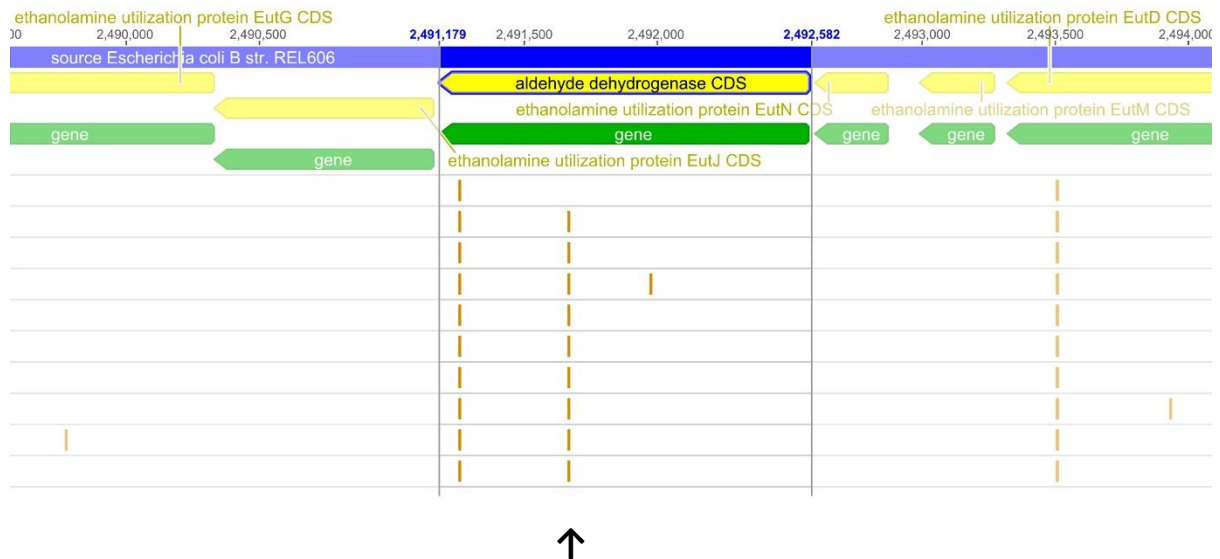 ethanolamine utilization protein EutG CDS
ethanolamine utilization protein EutD CDS
00 2,490,000 2,490,500 2,491,179 2,491,500 2,492,000 2,492,582 2,493,000 2,493,500 2,494,000
source Escherichia coli B str. REL606
aldehyde dehydrogenase CDS
ethanolamine utilization protein EutN CDS ethanolamine utilization protein EutM CDS
gene gene gene gene gene
gene ethanolamine utilization protein EutJ CDS